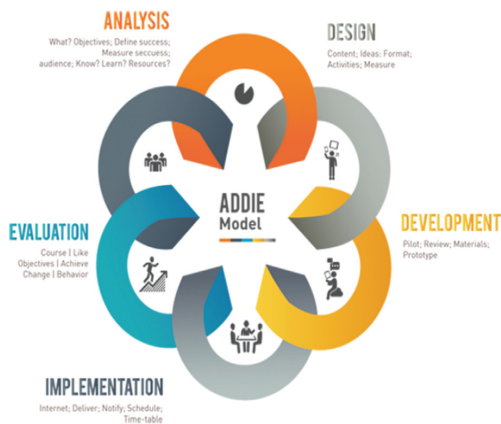 ANALYSIS
What? Objectives; Define success;
Measure seccuess;
audience; Know? Learn? Resources?
DESIGN
Content; Ideas: Format;
Activities; Measure
ADDIE
Model
EVALUATION
Course | Like
Objectives | Achieve
Change | Behavior
DEVELOPMENT
Pilot; Review; Materials;
Prototype
IMPLEMENTATION
Internet; Deliver; Notify; Schedule;
Time-table